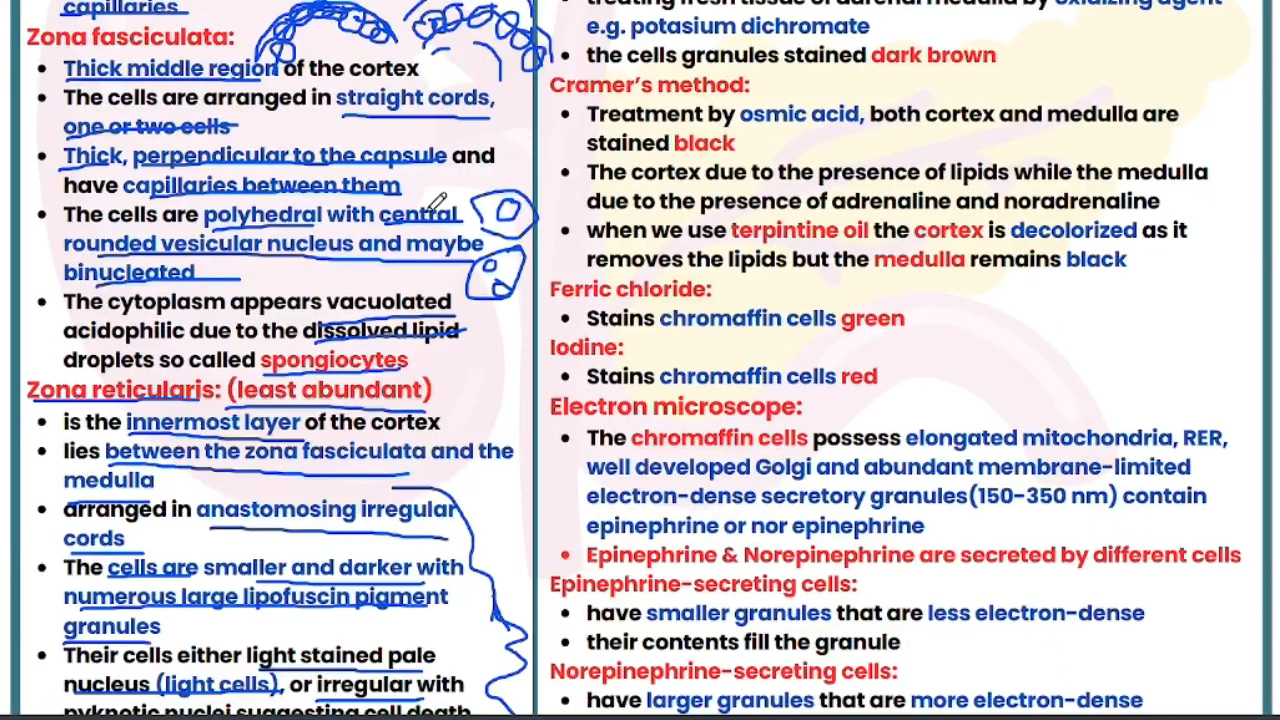 capillaries
Zona fasciculata:
• Thick middle region of the cortex
• The cells are arranged in straight cords,
one or two cells
• Thick, perpendicular to the capsule and
have capillaries between them
• The cells are polyhedral with central
rounded vesicular nucleus and maybe
binucleated
• The cytoplasm appears vacuolated
acidophilic due to the dissolved lipid
droplets so called spongiocytes
Zona reticularis: (least abundant)
• is the innermost layer of the cortex
• lies between the zona fasciculata and the
medulla
• arranged in anastomosing irregular
cords
• The cells are smaller and darker with
numerous large lipofuscin pigment
granules
• Their cells either light stained pale
nucleus (light cells), or irregular with
pyknotic nuclei suggesting cell death
treating fresh tissue of adrenal medulla by oxidizing agent
e.g. potasium dichromate
• the cells granules stained dark brown
Cramer’s method:
• Treatment by osmic acid, both cortex and medulla are
stained black
• The cortex due to the presence of lipids while the medulla
due to the presence of adrenaline and noradrenaline
• when we use terpintine oil the cortex is decolorized as it
removes the lipids but the medulla remains black
Ferric chloride:
• Stains chromaffin cells green
Iodine:
• Stains chromaffin cells red
Electron microscope:
• The chromaffin cells possess elongated mitochondria, RER,
well developed Golgi and abundant membrane-limited
electron-dense secretory granules(150-350 nm) contain
epinephrine or nor epinephrine
• Epinephrine & Norepinephrine are secreted by different cells
Epinephrine-secreting cells:
• have smaller granules that are less electron-dense
• their contents fill the granule
Norepinephrine-secreting cells:
• have larger granules that are more electron-dense